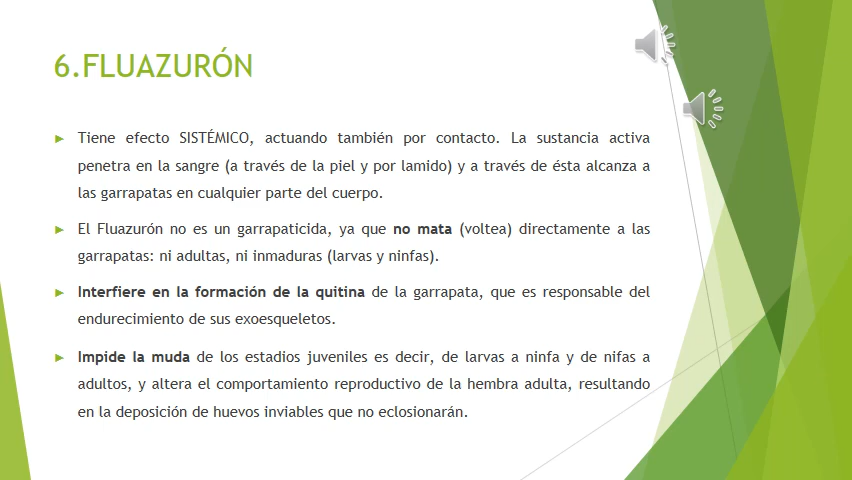 6.FLUAZURÓN
► Tiene efecto SISTÉMICO, actuando también por contacto. La sustancia activa
penetra en la sangre (a través de la piel y por lamido) y a través de ésta alcanza a
las garrapatas en cualquier parte del cuerpo.
► El Fluazurón no es un garrapaticida, ya que no mata (voltea) directamente a las
garrapatas: ni adultas, ni inmaduras (larvas y ninfas).
► Interfiere en la formación de la quitina de la garrapata, que es responsable del
endurecimiento de sus exoesqueletos.
► Impide la muda de los estadios juveniles es decir, de larvas a ninfa y de nifas a
adultos, y altera el comportamiento reproductivo de la hembra adulta, resultando
en la deposición de huevos inviables que no eclosionarán.